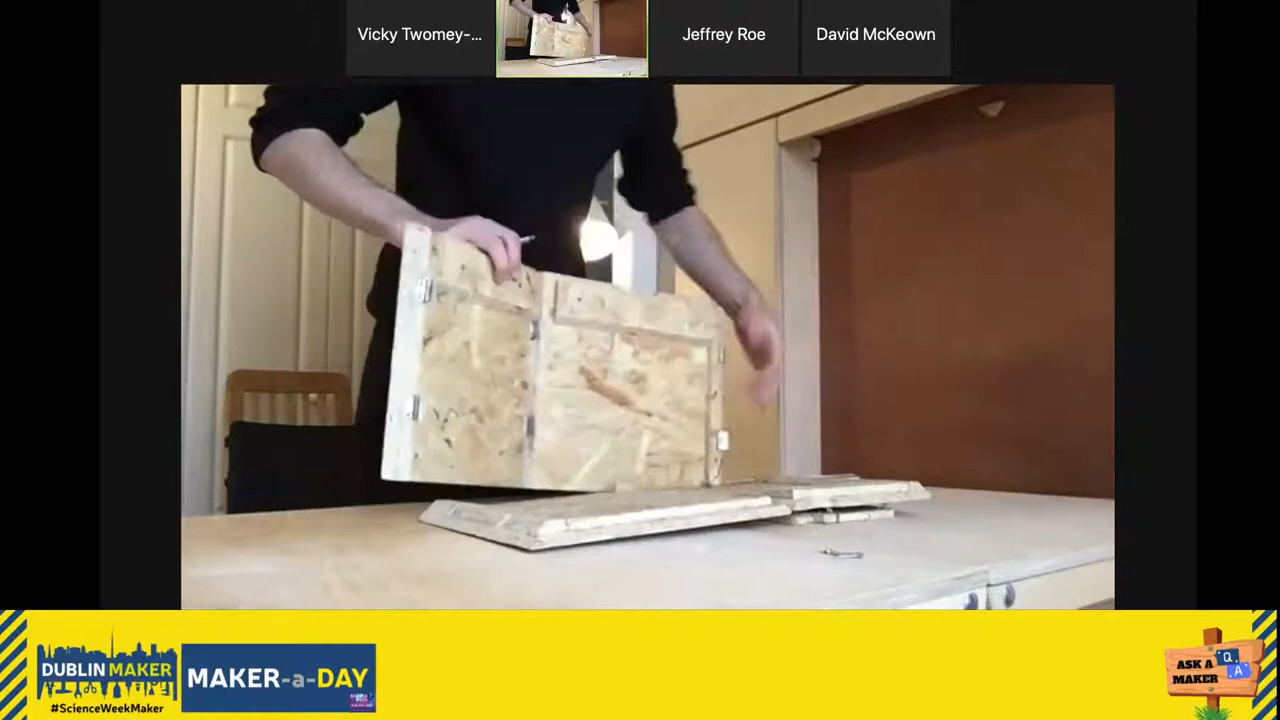 Vicky Twomey-...
Jeffrey Roe
David McKeown
DUBLIN MAKER
#ScienceWeekMaker
MAKER-a-DAY
ASK A
MAKER
Q
A